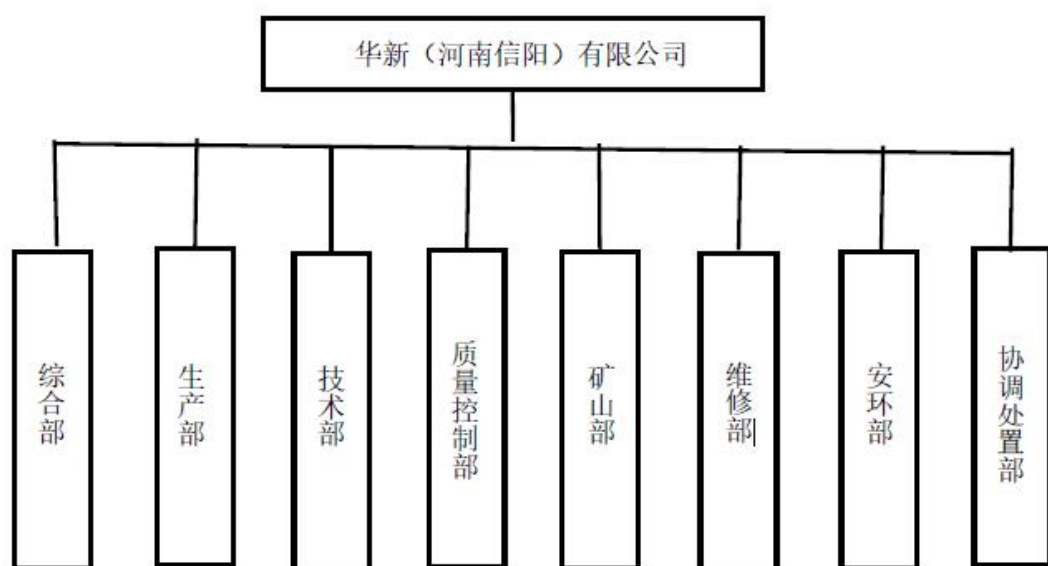 华新（河南信阳）有限公司
综合部
生产部
技术部
质量控制部
矿山部
维修部
安环部
协调处置部